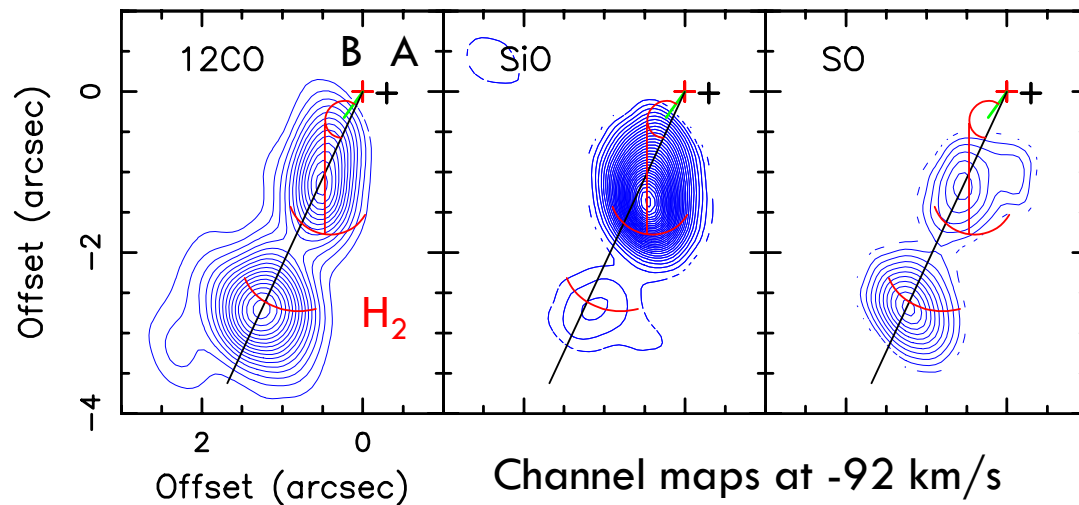 12CO B A SiO SO
0
−2
−4
Offset (arcsec)
H₂
2 0
Offset (arcsec)
Channel maps at -92 km/s